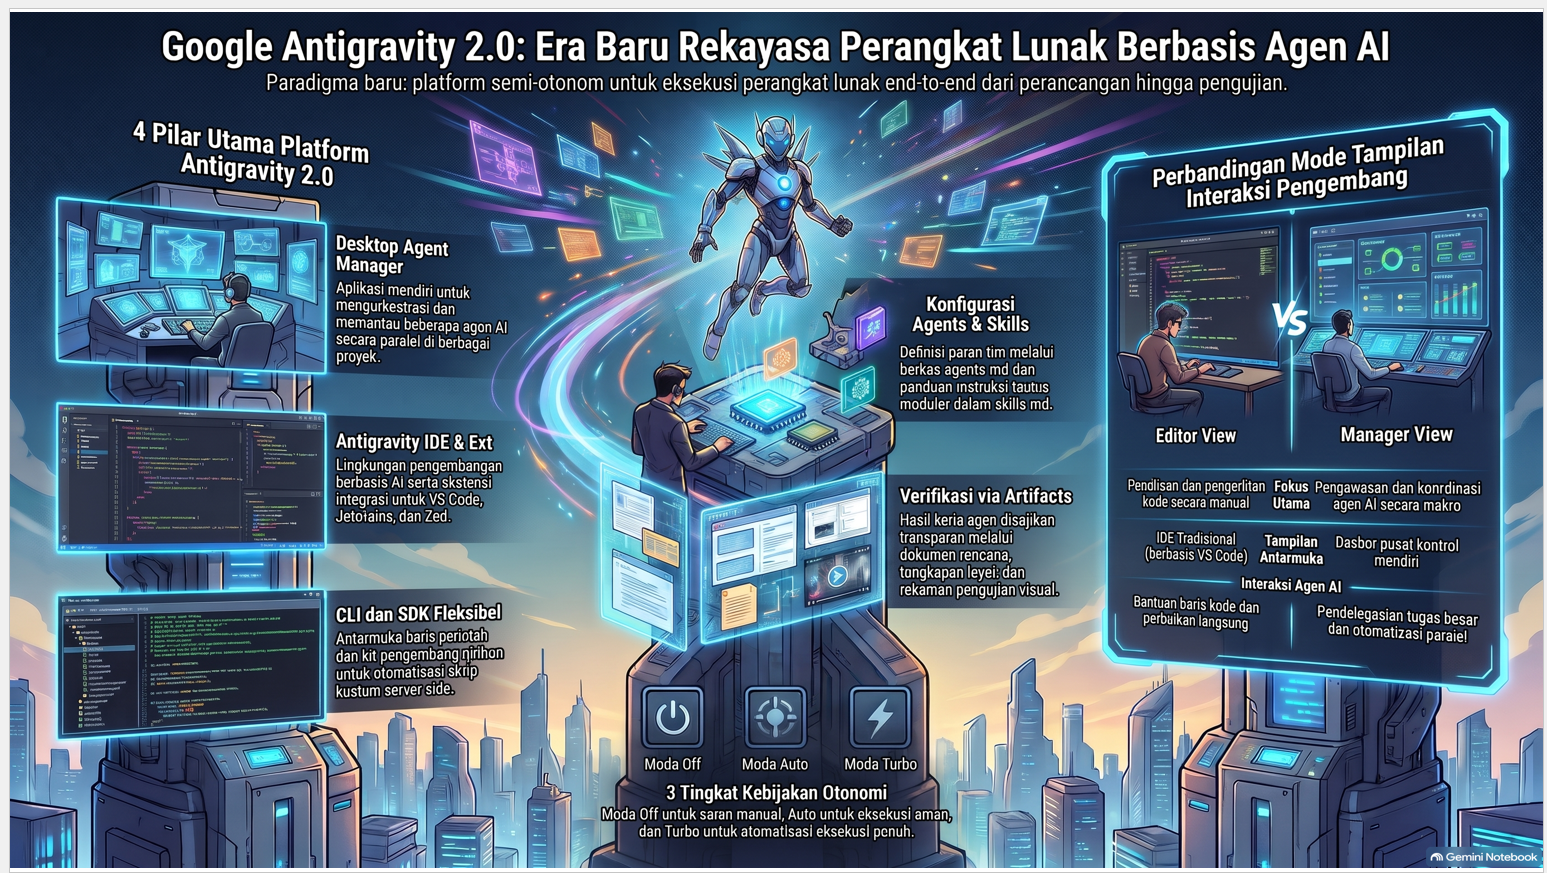 Google Antigravity 2.0: Era Baru Rekayasa Perangkat Lunak Berbasis Agen AI
Paradigma baru: platform semi-otonom untuk eksekusi perangkat lunak end-to-end dari perancangan hingga pengujian.
4 Pilar Utama Platform
Antigravity 2.0
Desktop Agent
Manager
Aplikasi mendiri untuk
mengurkestrasi dan
memantau beberapa agon AI
secara paralel di berbagai
proyek.
Antigravity IDE & Ext
Lingkungan pengembangan
berbasis Ai serta skstensi
integrasi untuk VS Code,
Jetoiains, dan Zed.
CLI dan SDK Fleksibel
Antarmuka baris periotah
dan kit pengembang nirihon
untuk otomatisasi skrip
kustum server side.
Konfigurasi
Agents & Skills
Definisi paran tim melalui
berkas agents md dan
panduan ınstruksi tautus
moduler dalam skills md.
Verifikasi via Artifacts
Hasil keria agen disajikan
transparan melalui
dokumen rencana,
tongkapan leyei: dan
rekaman pengujian visual.
Moda Off
Moda Auto
Moda Turbo
3 Tingkat Kebijakan Otonomi
Moda Off untuk saran manual, Auto untuk eksekusi aman,
dan Turbo untuk atomatisasi eksekusi penuh.
Perbandingan Mode Tampilan
Interaksi Pengembang
VS
Editor View
Manager View
Pendlisan dan pengerlitan
kode secara manual
Fokus
Utama
Pengawasan dan konrdinasi
agen AI secara makro
IDE Tradisional
(berbasis VS Code)
Tampilan
Antarmuka
Dasbor pusat kontrol
mendiri
Interaksi Agen AI
Bantuan baris kode dan
perbuikan langsung
Pendelegasian tugas besar
dan otomatizasi paraie!
Gemini Notebook